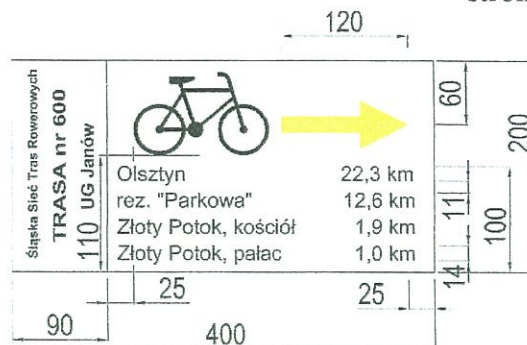 120
Śląska Sieć Tras Rowerowych
TRASA nr 600
UG Janów
60
200
Olsztyn 22,3 km
rez. "Parkowa" 12,6 km
Złoty Potok, kościół 1,9 km
Złoty Potok, pałac 1,0 km
110
11
100
14
25
25
90
400